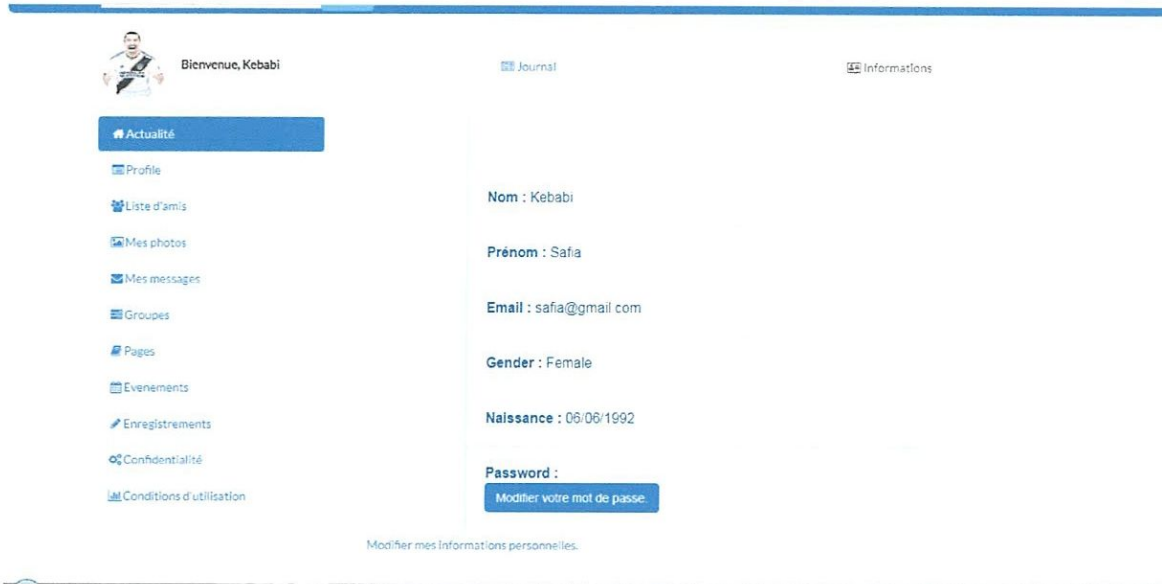 Bienvenue, Kebabi
Journal
Informations
Actualité
Profile
Liste d'amis
Mes photos
Mes messages
Groupes
Pages
Evenements
Enregistrements
Confidentialité
Conditions d'utilisation
Nom : Kebabi
Prénom : Safia
Email : safia@gmail.com
Gender : Female
Naissance : 06/06/1992
Password :
Modifier votre mot de passe.
Modifier mes informations personnelles.